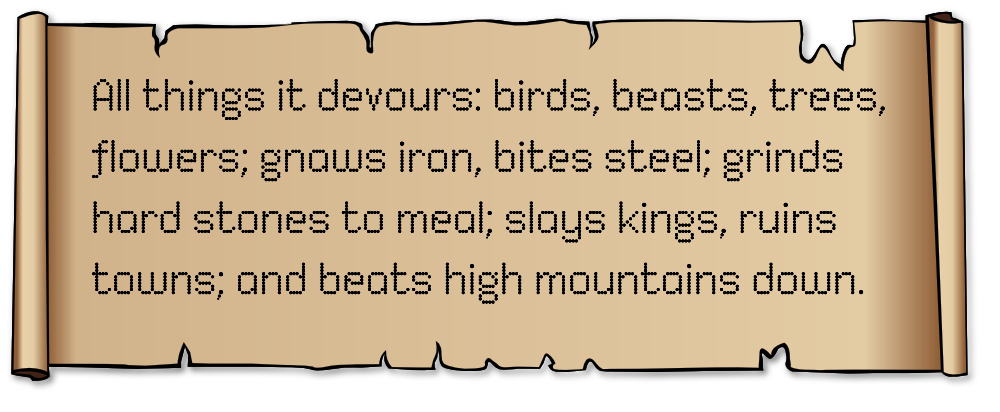 All things it devours: birds, beasts, trees,
flowers; gnaws iron, bites steel; grinds
hard stones to meal; slays kings, ruins
towns; and beats high mountains down.